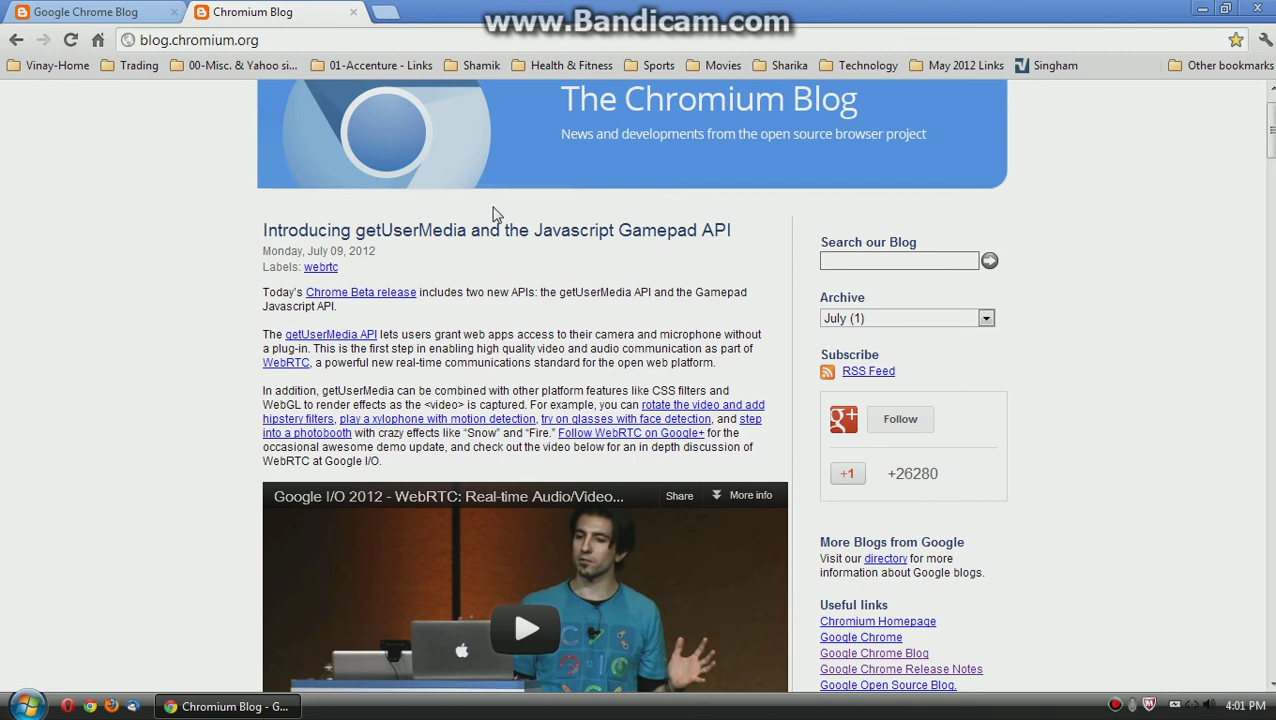 Google Chrome Blog
Chromium Blog
www.Bandicam.com
blog.chromium.org
Vinay-Home
Trading
00-Misc. & Yahoo si...
01-Accenture - Links
Shamik
Health & Fitness
Sports
Movies
Sharika
Technology
May 2012 Links
Singham
Other bookmarks
The Chromium Blog
News and developments from the open source browser project
Introducing getUserMedia and the Javascript Gamepad API
Monday, July 09, 2012
Labels: webrtc
Today's Chrome Beta release includes two new APIs: the getUserMedia API and the Gamepad
Javascript API.
The getUserMedia API lets users grant web apps access to their camera and microphone without
a plug-in. This is the first step in enabling high quality video and audio communication as part of
WebRTC, a powerful new real-time communications standard for the open web platform.
In addition, getUserMedia can be combined with other platform features like CSS filters and
WebGL to render effects as the <video> is captured. For example, you can rotate the video and add
hipstery filters, play a xylophone with motion detection, try on glasses with face detection, and step
into a photobooth with crazy effects like “Snow” and “Fire.” Follow WebRTC on Google+ for the
occasional awesome demo update, and check out the video below for an in depth discussion of
WebRTC at Google I/O.
Google I/O 2012 - WebRTC: Real-time Audio/Video...
Share
More info
Search our Blog
Archive
July (1)
Subscribe
RSS Feed
g+
Follow
+1
+26280
More Blogs from Google
Visit our directory for more
information about Google blogs.
Useful links
Chromium Homepage
Google Chrome
Google Chrome Blog
Google Chrome Release Notes
Google Open Source Blog.
Chromium Blog - G...
4:01 PM